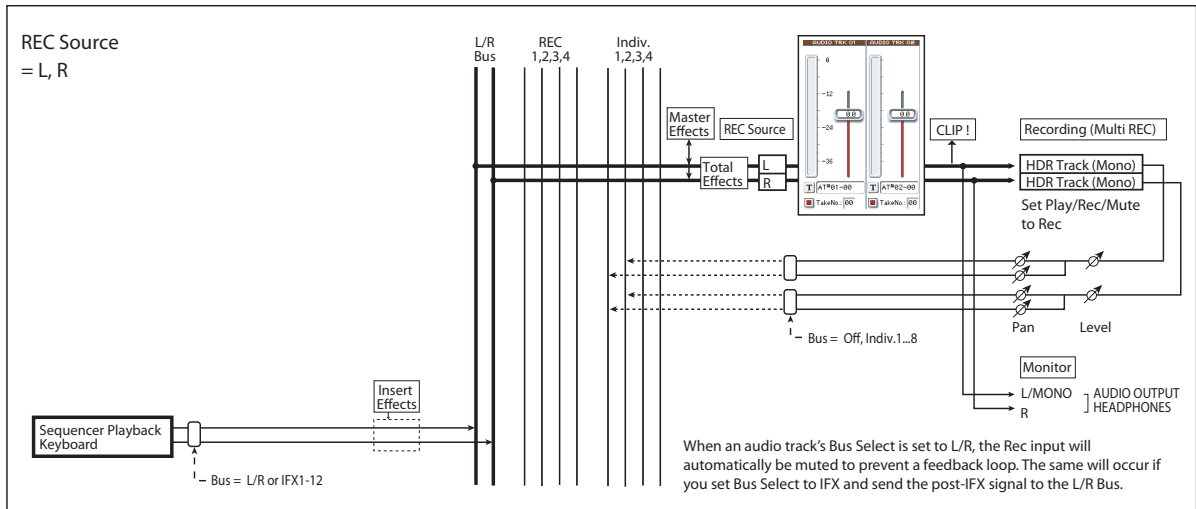 REC Source
= L, R
L/R
Bus
REC
1,2,3,4
Indiv.
1,2,3,4
AUDIO TRK 01
AUDIO TRK 02
0
-12
-24
-36
0.0
0.0
T
AT#01-00
T
AT#02-00
TakeNo.: 00
TakeNo.: 00
Master
Effects
REC Source
Total
Effects
L
R
CLIP !
Recording (Multi REC)
HDR Track (Mono)
HDR Track (Mono)
Set Play/Rec/Mute
to Rec
Pan
Level
Bus = Off, Indiv.1...8
Monitor
L/MONO
R
AUDIO OUTPUT
HEADPHONES
Insert
Effects
Sequencer Playback
Keyboard
Bus = L/R or IFX1-12
When an audio track's Bus Select is set to L/R, the Rec input will
automatically be muted to prevent a feedback loop. The same will occur if
you set Bus Select to IFX and send the post-IFX signal to the L/R Bus.